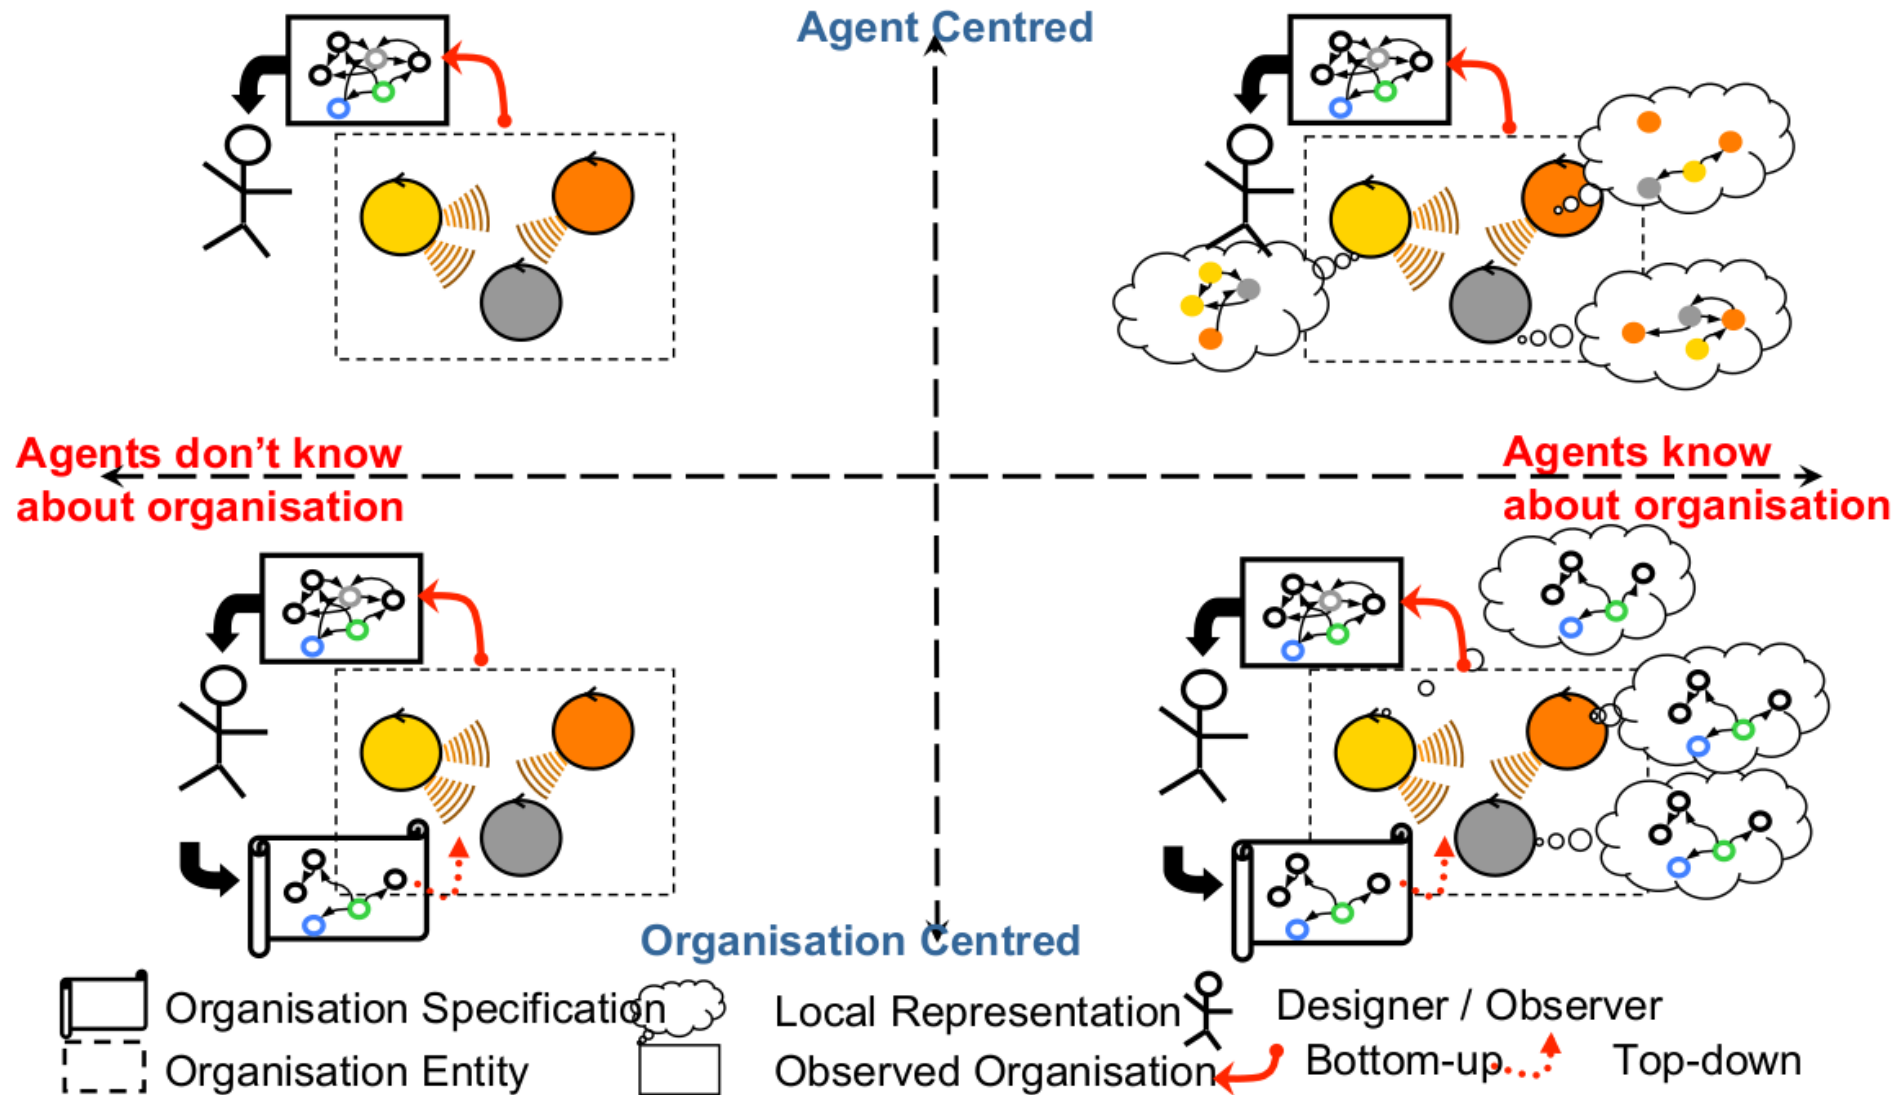 Agent Centred
Agents don't know
about organisation
Agents know
about organisation
Organisation Centred
Organisation Specification
Local Representation
Designer / Observer
Organisation Entity
Observed Organisation
Bottom-up
Top-down